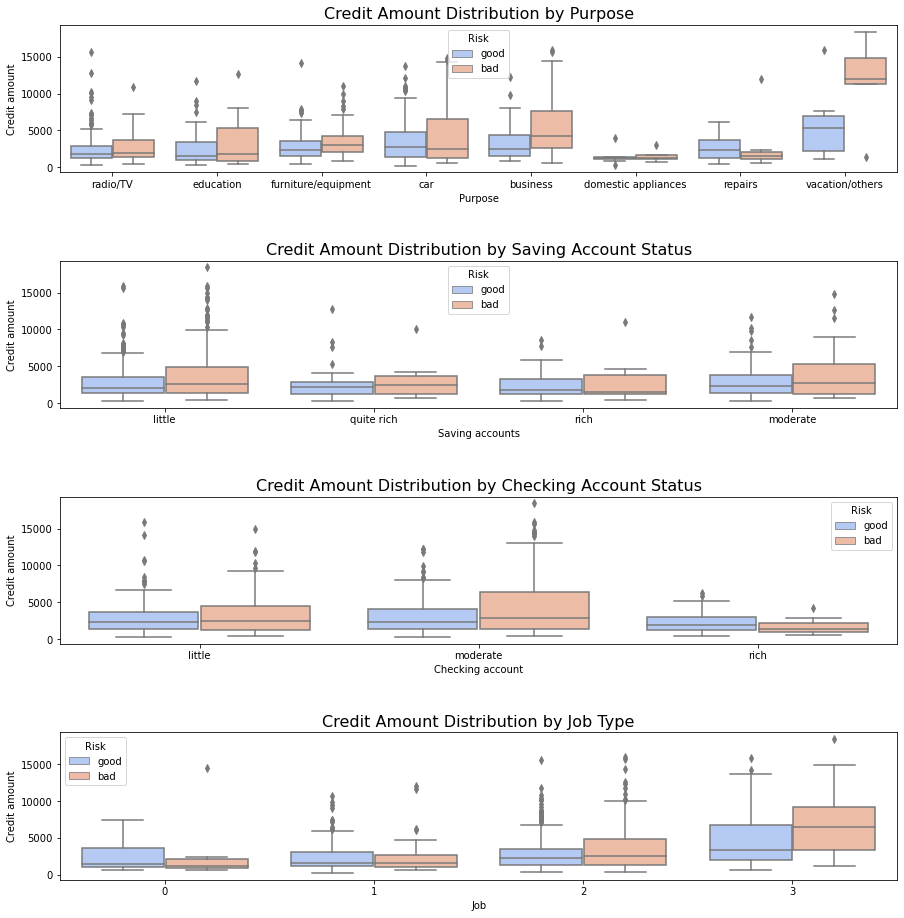 Credit Amount Distribution by Purpose
Risk
good
bad
Credit amount
15000
10000
5000
0
radio/TV education furniture/equipment car business domestic appliances repairs vacation/others
Purpose
Credit Amount Distribution by Saving Account Status
Risk
good
bad
Credit amount
15000
10000
5000
0
little quite rich rich moderate
Saving accounts
Credit Amount Distribution by Checking Account Status
Risk
good
bad
Credit amount
15000
10000
5000
0
little moderate rich
Checking account
Credit Amount Distribution by Job Type
Risk
good
bad
Credit amount
15000
10000
5000
0
0 1 2 3
Job